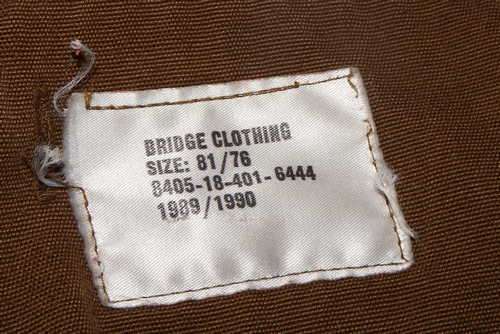 BRIDGE CLOTHING
SIZE: 81/76
8405-18-401-6444
1989/1990